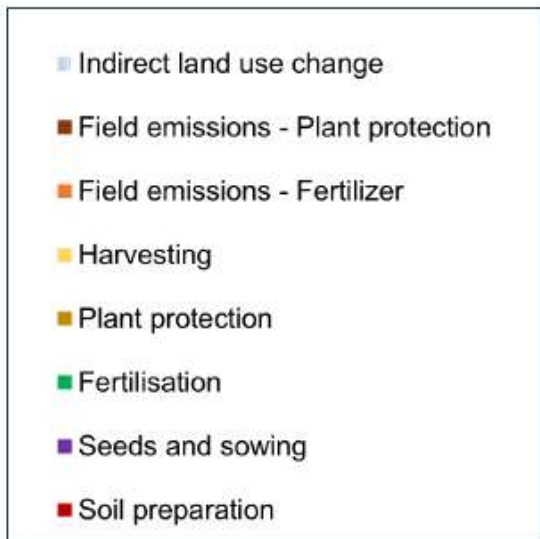 Indirect land use change
Field emissions - Plant protection
Field emissions - Fertilizer
Harvesting
Plant protection
Fertilisation
Seeds and sowing
Soil preparation